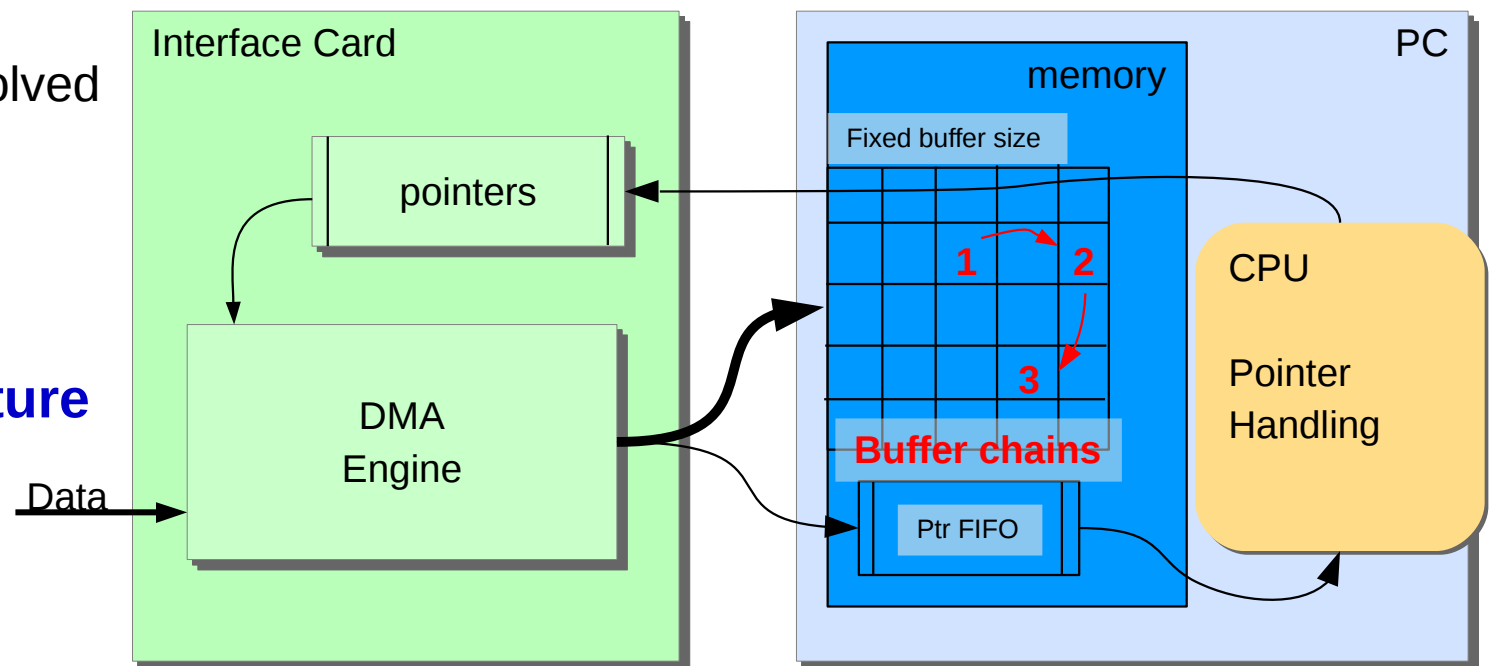 olved
ture
Data
Interface Card
pointers
DMA
Engine
PC
memory
Fixed buffer size
1
2
3
Buffer chains
Ptr FIFO
CPU
Pointer
Handling